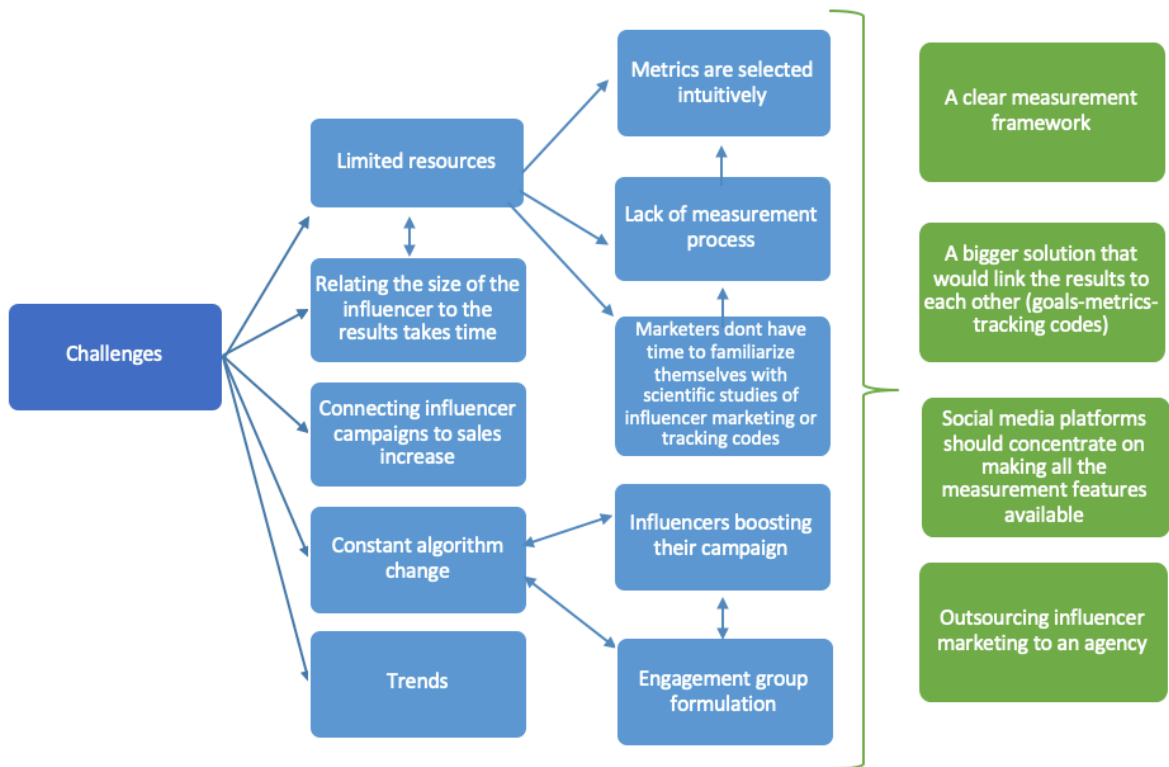 Challenges
Limited resources
Relating the size of the
influencer to the
results takes time
Connecting influencer
campaigns to sales
increase
Constant algorithm
change
Trends
Metrics are selected
intuitively
Lack of measurement
process
Marketers dont have
time to familiarize
themselves with
scientific studies of
influencer marketing or
tracking codes
Influencers boosting
their campaign
Engagement group
formulation
A clear measurement
framework
A bigger solution that
would link the results to
each other (goals-metrics-
tracking codes)
Social media platforms
should concentrate on
making all the
measurement features
available
Outsourcing influencer
marketing to an agency